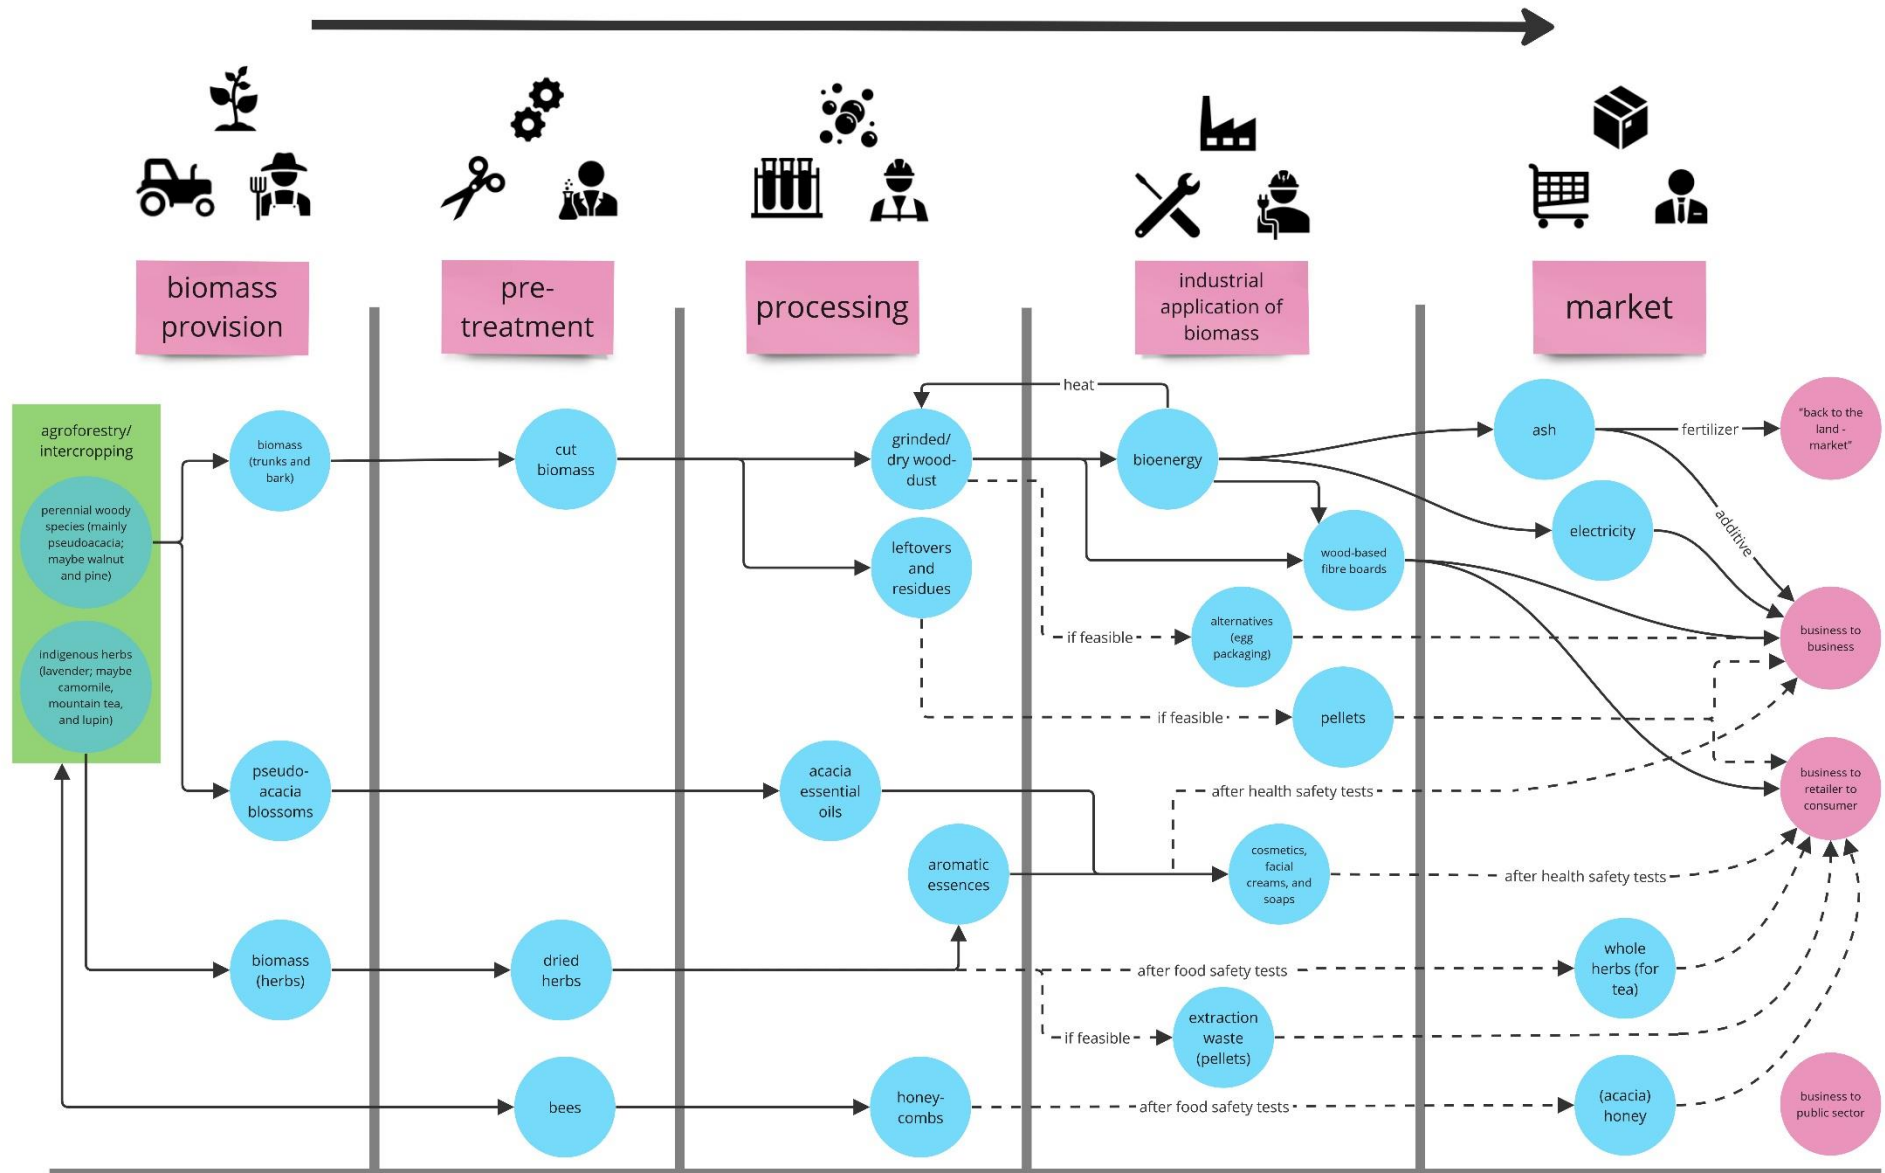 biomass
provision
pre-
treatment
processing
industrial
application of
biomass
market
agroforestry/
intercropping
perennial woody
species (mainly
pseudoacacia;
maybe walnut
and pine)
indigenous herbs
(lavender; maybe
camomile,
mountain tea,
and lupin)
biomass
(trunks and
bark)
pseudo-
acacia
blossoms
biomass
(herbs)
cut
biomass
dried
herbs
bees
heat
grinded/
dry wood-
dust
leftovers
and
residues
acacia
essential
oils
aromatic
essences
honey-
combs
bioenergy
wood-based
fibre boards
if feasible
alternatives
(egg
packaging)
if feasible
pellets
after health safety tests
cosmetics,
facial
creams, and
soaps
after health safety tests
after food safety tests
if feasible
extraction
waste
(pellets)
after food safety tests
ash
fertilizer
additive
electricity
whole
herbs (for
tea)
(acacia)
honey
"back to the
land -
market"
business to
business
business to
retailer to
consumer
business to
public sector